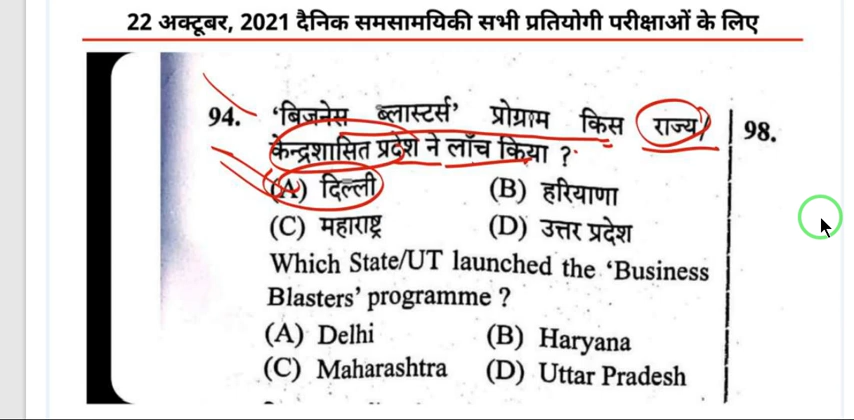 22 अक्टूबर, 2021 दैनिक समसामयिकी सभी प्रतियोगी परीक्षाओं के लिए
94. 'बिजनेस ब्लास्टर्स' प्रोग्राम किस राज्य/
केन्द्रशासित प्रदेश ने लॉंच किया ?
(A) दिल्ली (B) हरियाणा
(C) महाराष्ट्र (D) उत्तर प्रदेश
Which State/UT launched the 'Business
Blasters' programme ?
(A) Delhi (B) Haryana
(C) Maharashtra (D) Uttar Pradesh
98.